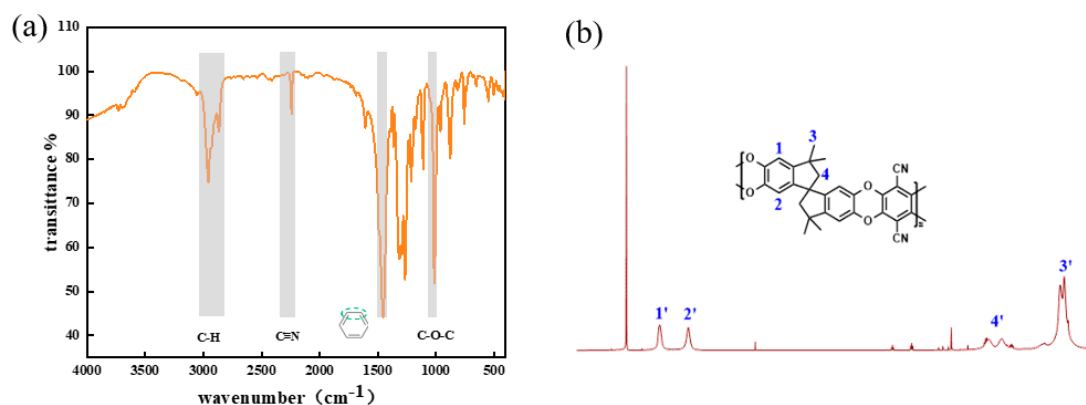 (a)
transittance %
110
100
90
80
70
60
50
40
C-H
C≡N
C-O-C
4000
3500
3000
2500
2000
1500
1000
500
wavenumber（cm-1）
(b)
3
1
4
2
O
O
O
O
CN
CN
n
1'
2'
4'
3'